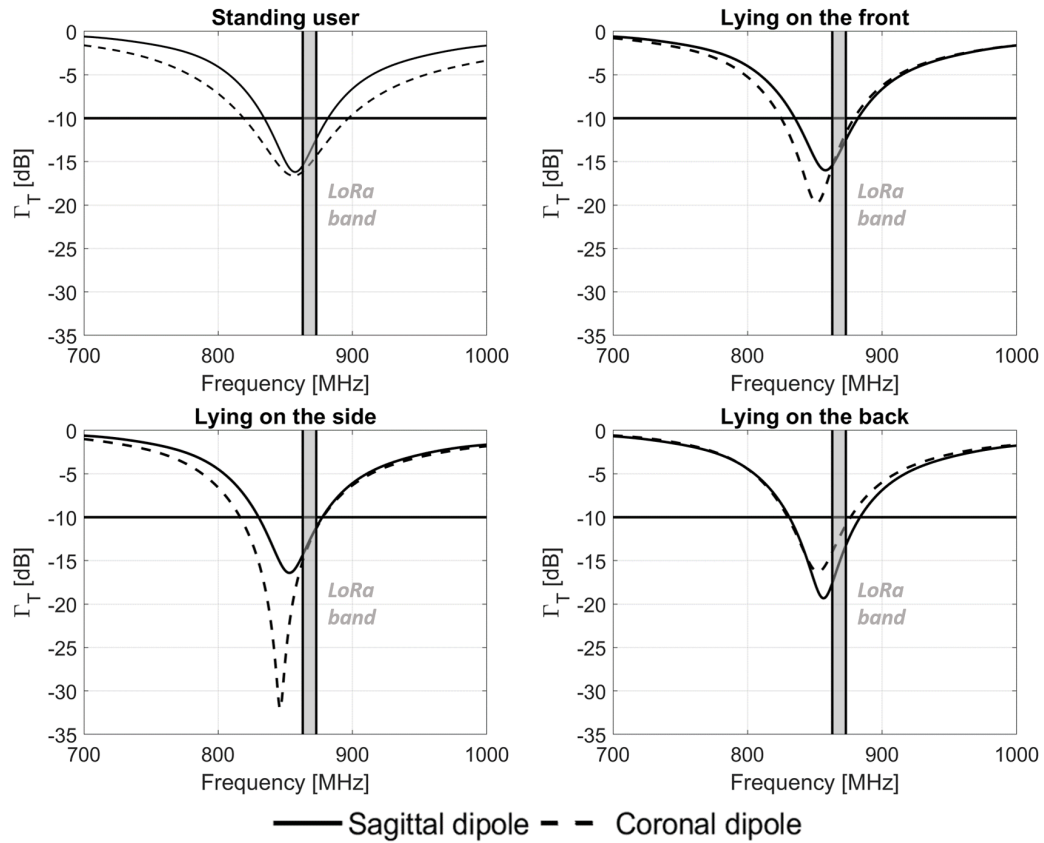 Standing user
0
-5
-10
-15
-20
-25
-30
-35
Γ_T [dB]
LoRa
band
700
800
900
1000
Frequency [MHz]
Lying on the front
0
-5
-10
-15
-20
-25
-30
-35
Γ_T [dB]
LoRa
band
700
800
900
1000
Frequency [MHz]
Lying on the side
0
-5
-10
-15
-20
-25
-30
-35
Γ_T [dB]
LoRa
band
700
800
900
1000
Frequency [MHz]
Lying on the back
0
-5
-10
-15
-20
-25
-30
-35
Γ_T [dB]
LoRa
band
700
800
900
1000
Frequency [MHz]
Sagittal dipole
Coronal dipole